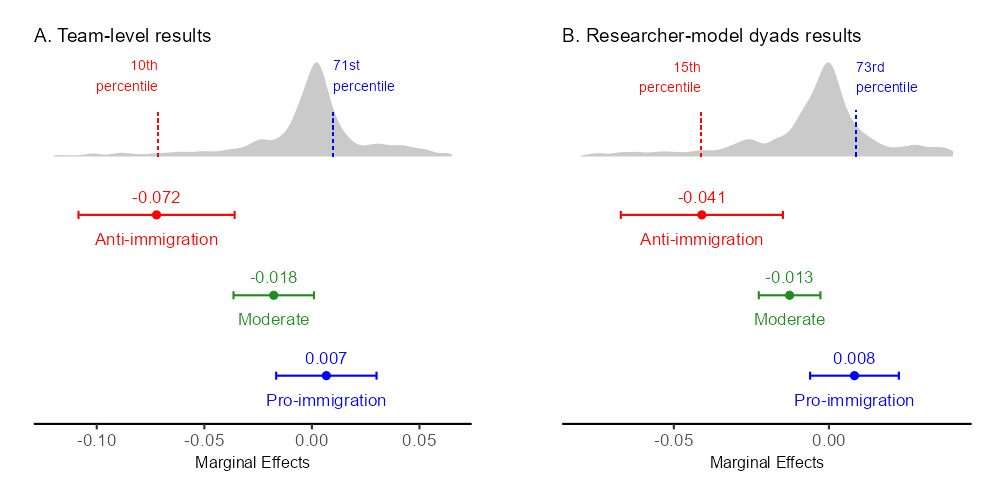 A. Team-level results
10th
percentile
71st
percentile
-0.072
Anti-immigration
-0.018
Moderate
0.007
Pro-immigration
-0.10
-0.05
0.00
0.05
Marginal Effects
B. Researcher-model dyads results
15th
percentile
73rd
percentile
-0.041
Anti-immigration
-0.013
Moderate
0.008
Pro-immigration
-0.05
0.00
Marginal Effects